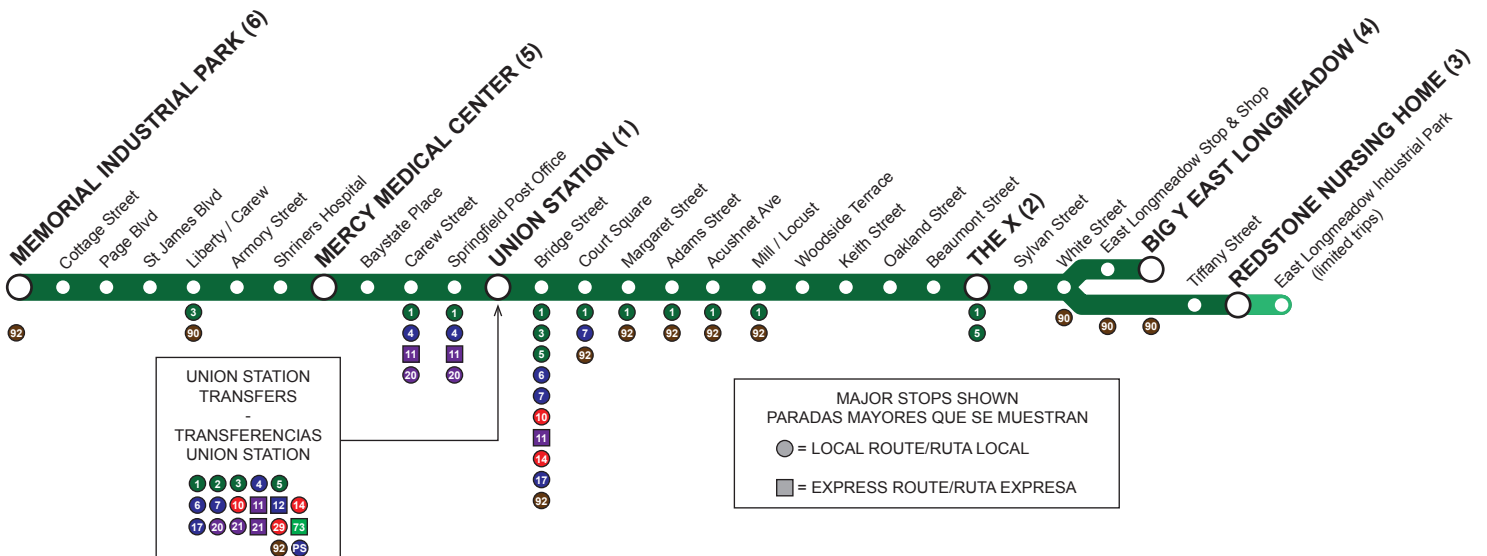 MEMORIAL INDUSTRIAL PARK (6)
Cottage Street
Page Blvd
St James Blvd
Liberty / Carew
Armory Street
Shriners Hospital
MERCY MEDICAL CENTER (5)
Baystate Place
Carew Street
Springfield Post Office
UNION STATION (1)
Bridge Street
Court Square
Margaret Street
Adams Street
Acushnet Ave
Mill / Locust
Woodside Terrace
Keith Street
Oakland Street
Beaumont Street
THE X (2)
Sylvan Street
White Street
East Longmeadow Stop & Shop
BIG Y EAST LONGMEADOW (4)
Tiffany Street
REDSTONE NURSING HOME (3)
East Longmeadow Industrial Park
(limited trips)
92
3
90
1
4
11
20
1
4
11
20
1
3
5
6
7
10
11
14
17
92
1
7
92
1
92
1
92
1
92
1
92
1
5
90
90
90
UNION STATION
TRANSFERS
-
TRANSFERENCIAS
UNION STATION
1 2 3 4 5
6 7 10 11 12 14
17 20 21 21 29 73
92 PS
MAJOR STOPS SHOWN
PARADAS MAYORES QUE SE MUESTRAN
= LOCAL ROUTE/RUTA LOCAL
= EXPRESS ROUTE/RUTA EXPRESA